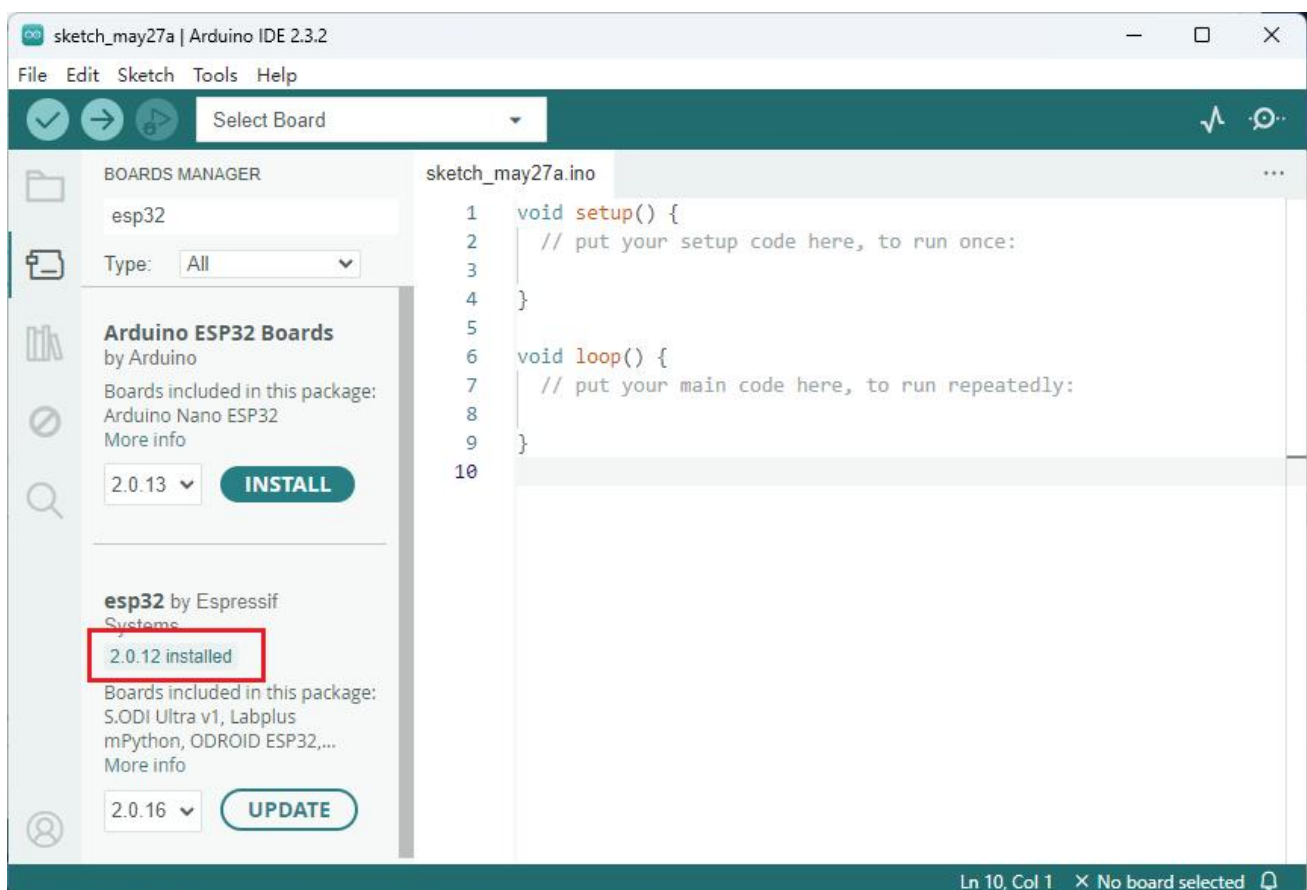 sketch_may27a | Arduino IDE 2.3.2
File Edit Sketch Tools Help
Select Board
BOARDS MANAGER
esp32
Type: All
Arduino ESP32 Boards
by Arduino
Boards included in this package:
Arduino Nano ESP32
More info
2.0.13 INSTALL
esp32 by Espressif
Systems
2.0.12 installed
Boards included in this package:
S.ODI Ultra v1, Labplus
mPython, ODROID ESP32,...
More info
2.0.16 UPDATE
sketch_may27a.ino
1 void setup() {
2 // put your setup code here, to run once:
3
4 }
5
6 void loop() {
7 // put your main code here, to run repeatedly:
8
9 }
10
Ln 10, Col 1 × No board selected